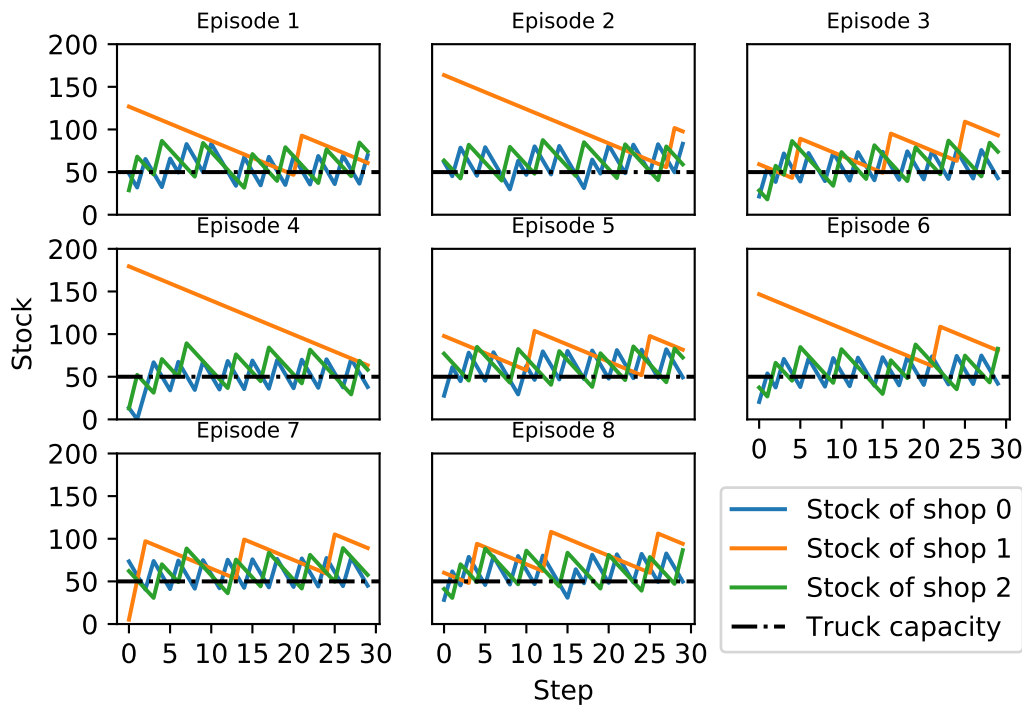 Episode 1
Episode 2
Episode 3
200
150
100
50
0
Episode 4
Episode 5
Episode 6
200
150
100
50
0
Stock
0 5 10 15 20 25 30
Episode 7
Episode 8
200
150
100
50
0
0 5 10 15 20 25 30
0 5 10 15 20 25 30
Step
Stock of shop 0
Stock of shop 1
Stock of shop 2
Truck capacity